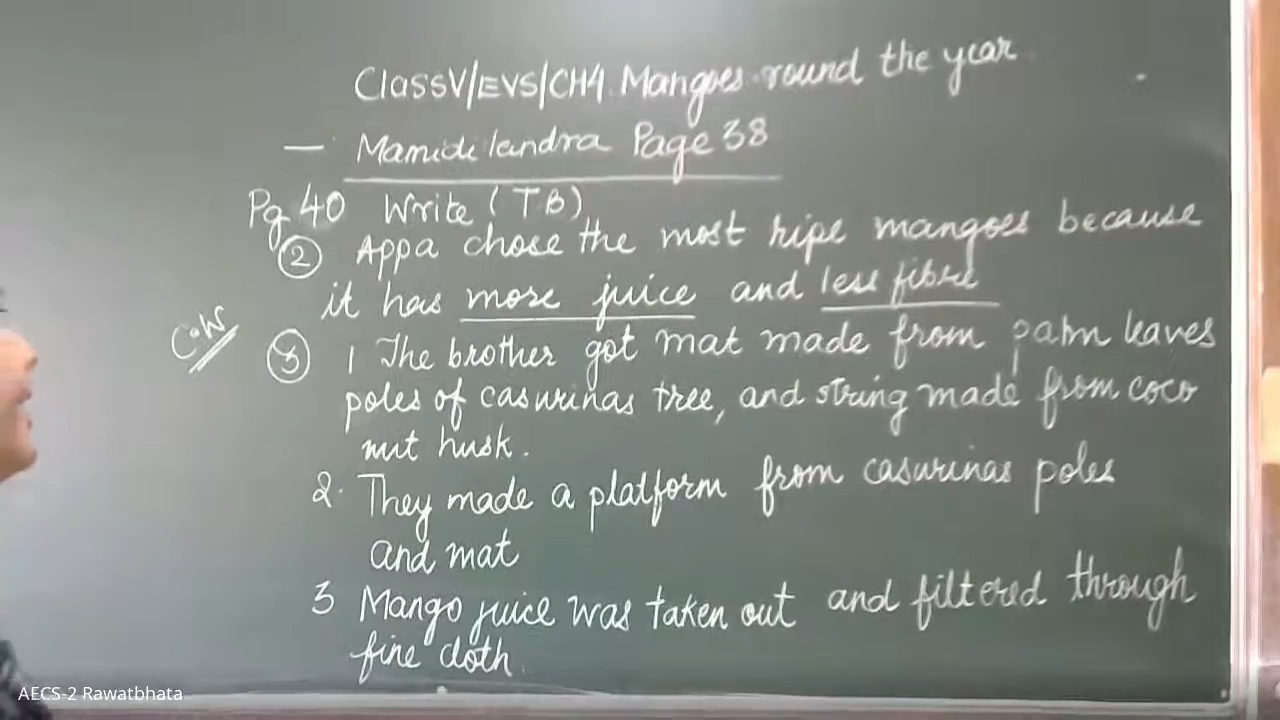 ClassV/EVS/CH4. Mangoes round the year
— Mamidi landra Page 38
Pg 40 Write (TB)
② Appa chose the most ripe mangoes because
it has more juice and less fibre
C.W
③ 1 The brother got mat made from palm leaves
poles of casurinas tree, and string made from coco
nut husk.
2. They made a platform from casurinas poles
and mat
3 Mango juice was taken out and filtered through
fine cloth.
AECS-2 Rawatbhata